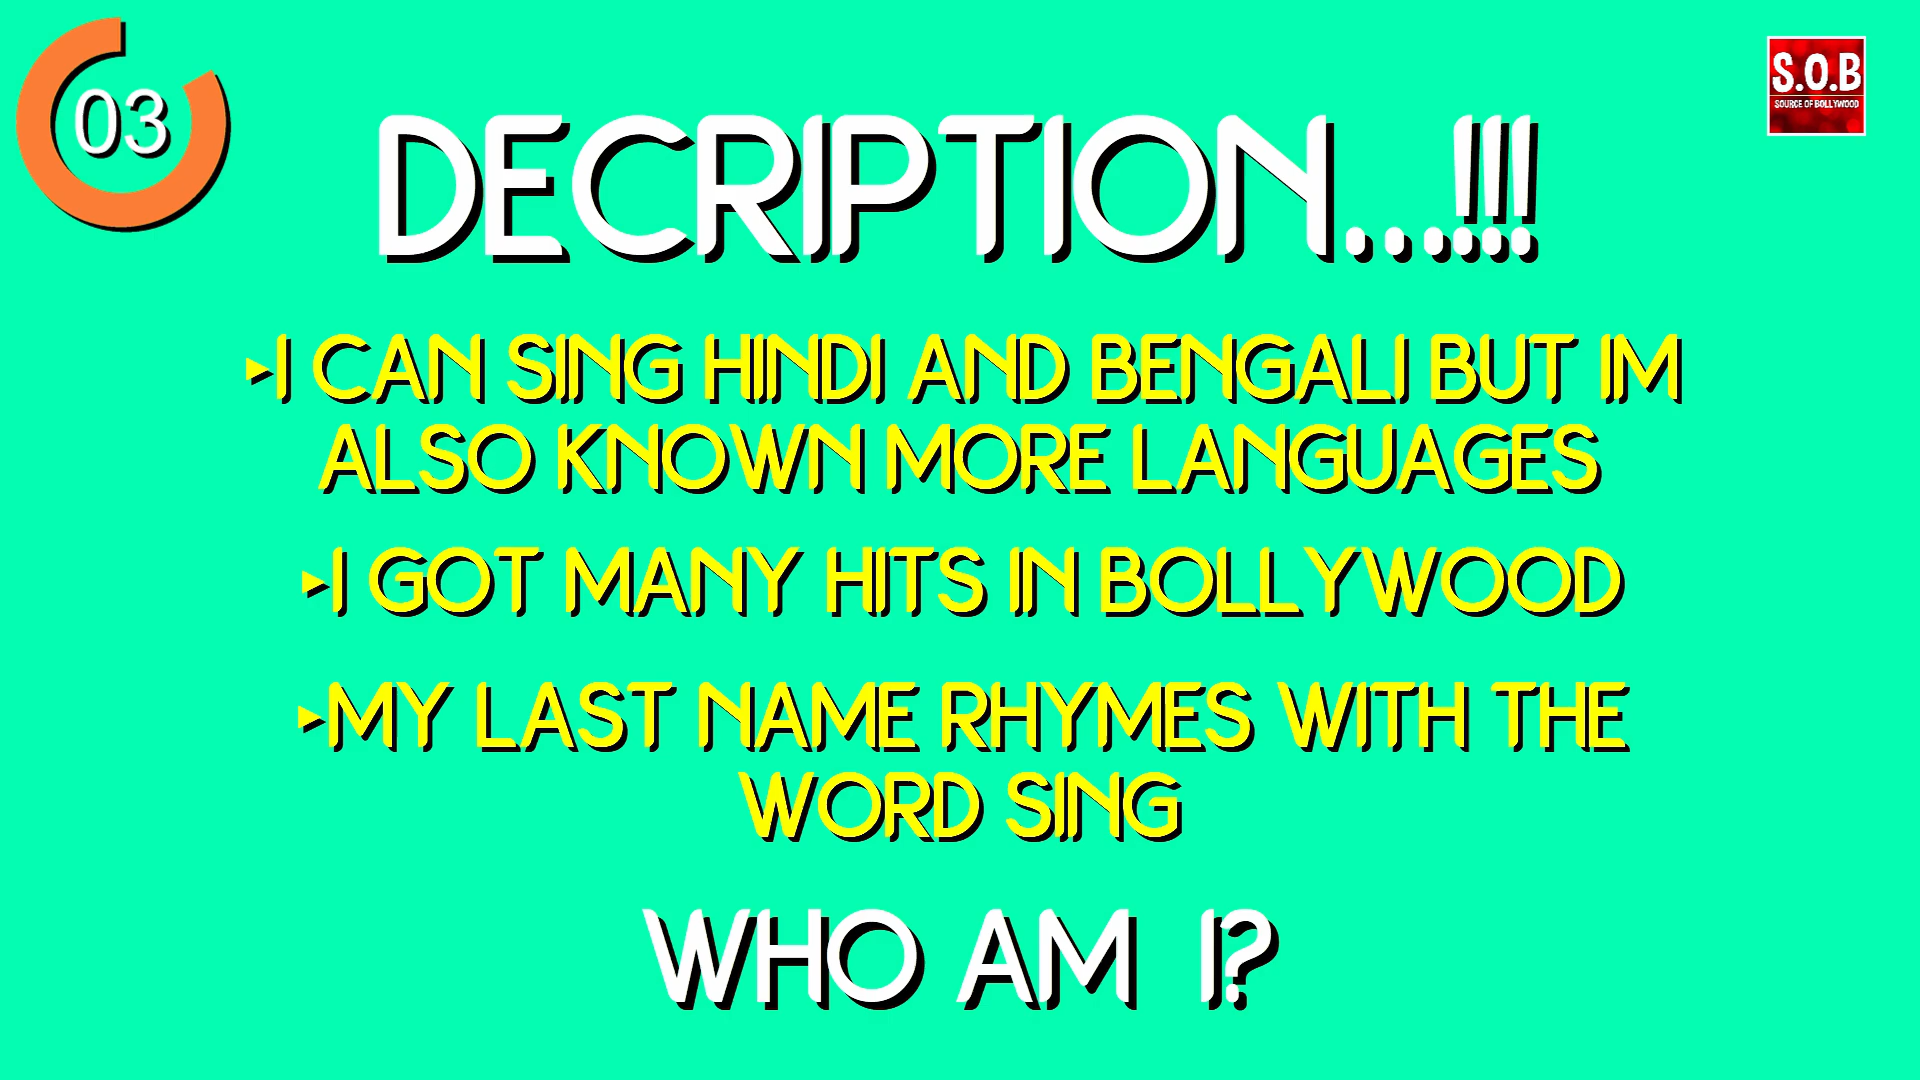 03
S.O.B
SOURCE OF BOLLYWOOD
DECRIPTION...!!!
▸I CAN SING HINDI AND BENGALI BUT IM
ALSO KNOWN MORE LANGUAGES
▸I GOT MANY HITS IN BOLLYWOOD
▸MY LAST NAME RHYMES WITH THE
WORD SING
WHO AM I?